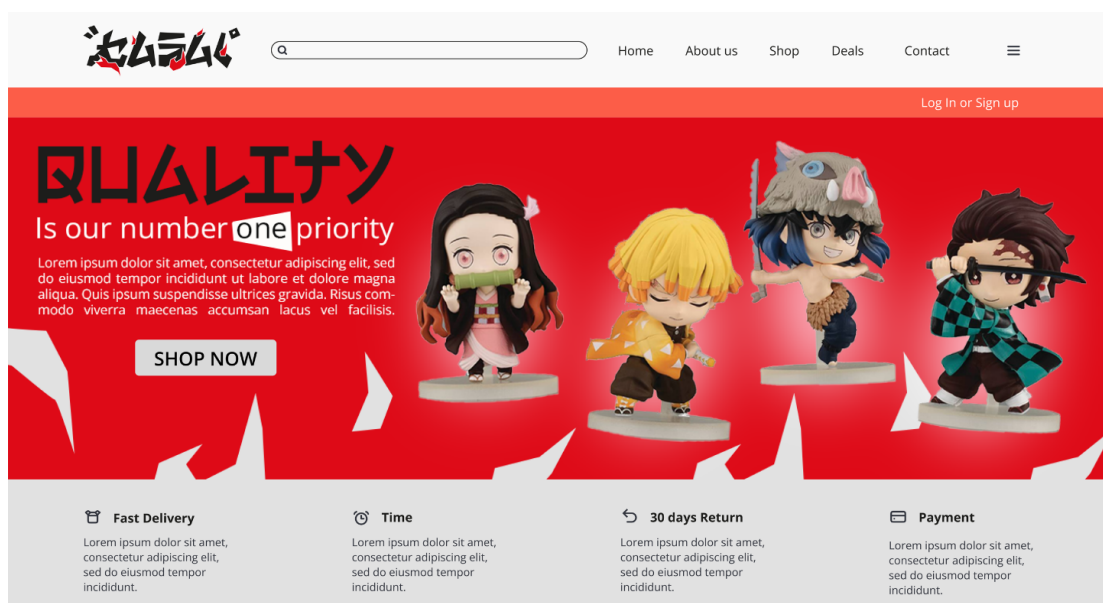 Home About us Shop Deals Contact
Log In or Sign up
QUALITY
Is our number one priority
Lorem ipsum dolor sit amet, consectetur adipiscing elit, sed
do eiusmod tempor incididunt ut labore et dolore magna
aliqua. Quis ipsum suspendisse ultrices gravida. Risus com-
modo viverra maecenas accumsan lacus vel facilisis.
SHOP NOW
Fast Delivery
Lorem ipsum dolor sit amet,
consectetur adipiscing elit,
sed do eiusmod tempor
incididunt.
Time
Lorem ipsum dolor sit amet,
consectetur adipiscing elit,
sed do eiusmod tempor
incididunt.
30 days Return
Lorem ipsum dolor sit amet,
consectetur adipiscing elit,
sed do eiusmod tempor
incididunt.
Payment
Lorem ipsum dolor sit amet,
consectetur adipiscing elit,
sed do eiusmod tempor
incididunt.